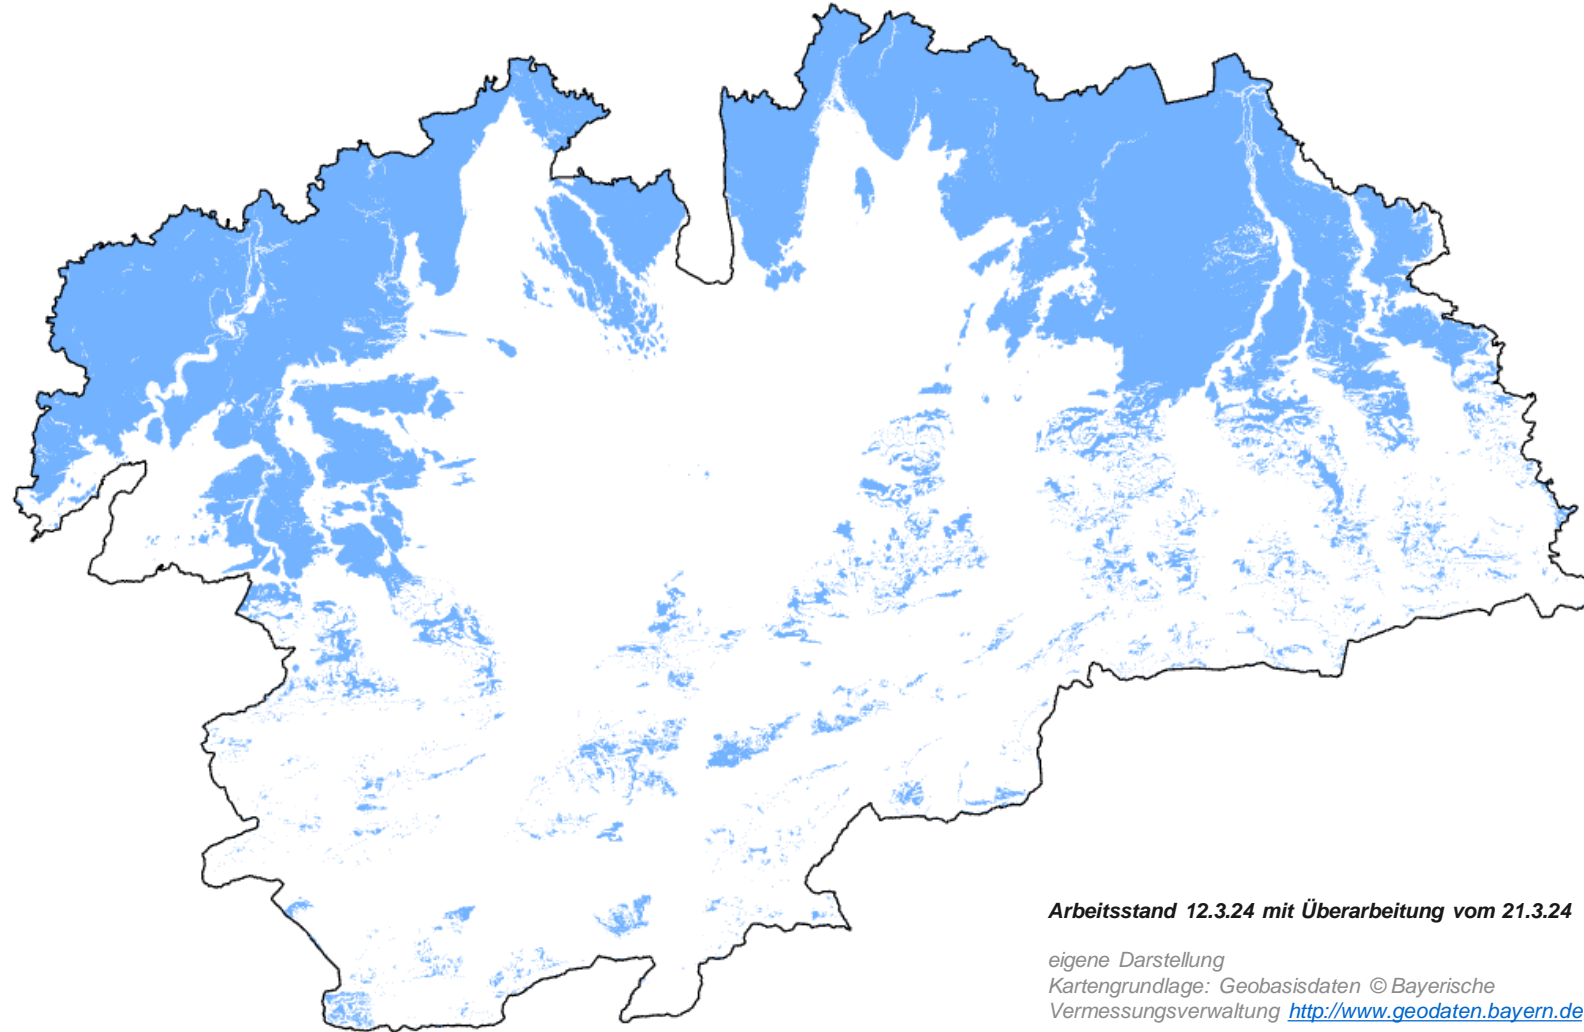 Arbeitsstand 12.3.24 mit Überarbeitung vom 21.3.24
eigene Darstellung
Kartengrundlage: Geobasisdaten © Bayerische
Vermessungsverwaltung http://www.geodaten.bayern.de